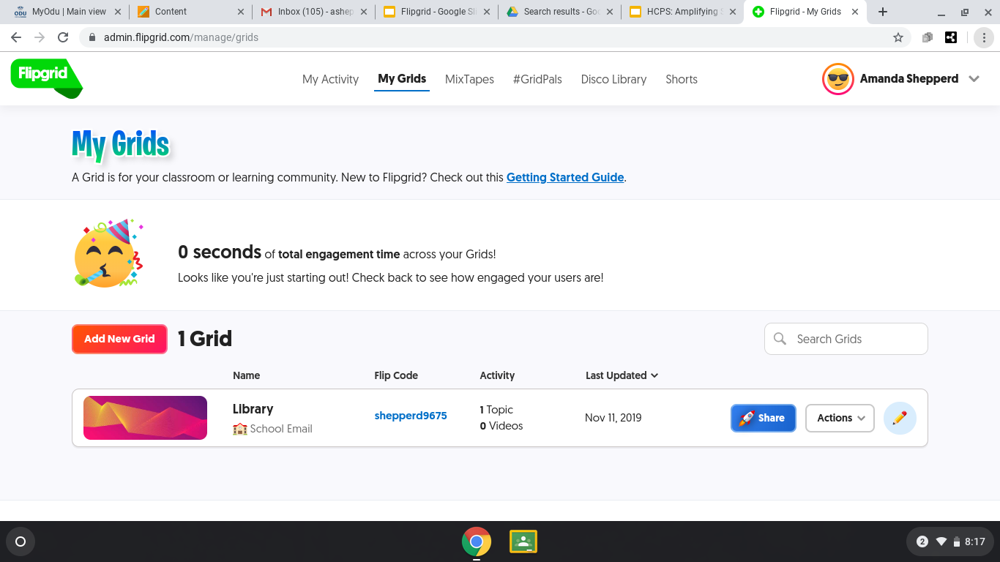 ODU MyOdu | Main view
Content
Inbox (105) - ashep
Flipgrid - Google Sli
Search results - Goo
HCPS: Amplifying S
Flipgrid - My Grids
admin.flipgrid.com/manage/grids
Flipgrid
My Activity My Grids MixTapes #GridPals Disco Library Shorts
Amanda Shepperd
My Grids
A Grid is for your classroom or learning community. New to Flipgrid? Check out this Getting Started Guide.
0 seconds of total engagement time across your Grids!
Looks like you're just starting out! Check back to see how engaged your users are!
Add New Grid 1 Grid Search Grids
Name Flip Code Activity Last Updated
Library
School Email
shepperd9675
1 Topic
0 Videos
Nov 11, 2019
Share Actions
2 8:17